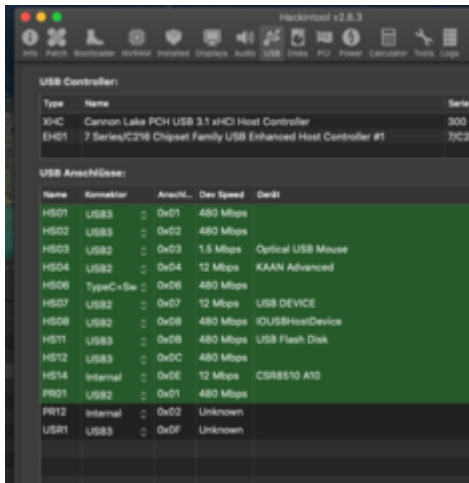 Hackintool v2.8.3
Info Patch Bootloader NVRAM Installed Displays Audio USB Disks PCI Power Calculator Tools Logs
USB Controller:
Type Name Serie
XHC Cannon Lake PCH USB 3.1 xHCI Host Controller 300
EH01 7 Series/C216 Chipset Family USB Enhanced Host Controller #1 7/C2
USB Anschlüsse:
Name Konnektor Anschl... Dev Speed Gerät
HS01 USB3 0x01 480 Mbps
HS02 USB3 0x02 480 Mbps
HS03 USB2 0x03 1.5 Mbps Optical USB Mouse
HS04 USB2 0x04 12 Mbps KAAN Advanced
HS06 TypeC+Sw 0x06 480 Mbps
HS07 USB2 0x07 12 Mbps USB DEVICE
HS08 USB2 0x08 480 Mbps IOUSBHostDevice
HS11 USB3 0x0B 480 Mbps USB Flash Disk
HS12 USB3 0x0C 480 Mbps
HS14 Internal 0x0E 12 Mbps CSR8510 A10
PR01 USB2 0x01 480 Mbps
PR12 Internal 0x02 Unknown
USR1 USB3 0x0F Unknown